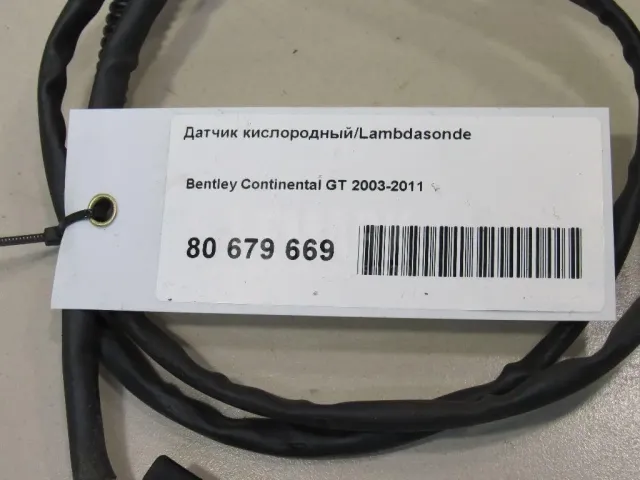 Датчик кислородный/Lambdasonde
Bentley Continental GT 2003-2011
80 679 669